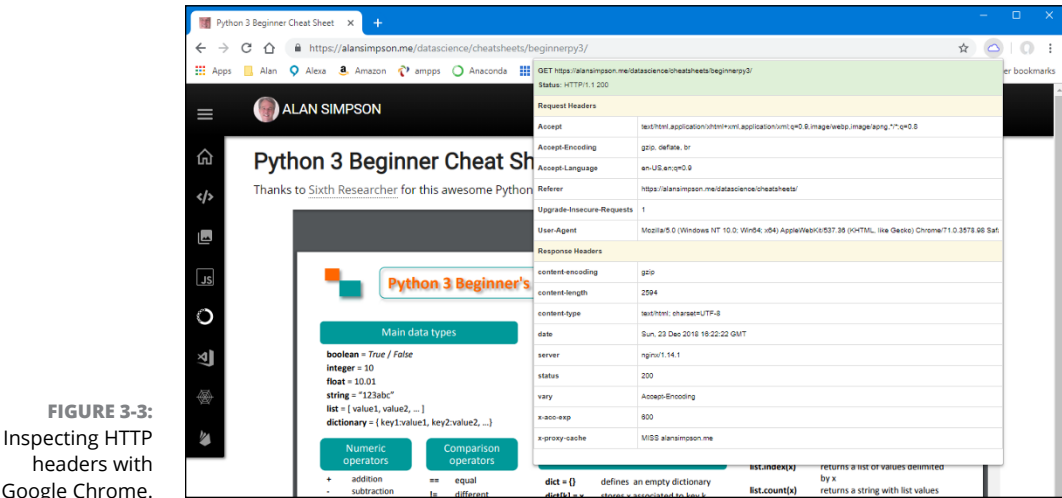 Python 3 Beginner Cheat Sheet
https://alansimpson.me/datascience/cheatsheets/beginnerpy3/
Apps Alan Alexa Amazon ampps Anaconda er bookmarks
GET https://alansimpson.me/datascience/cheatsheets/beginnerpy3/
Status: HTTP/1.1 200
Request Headers
Accept text/html,application/xhtml+xml,application/xml;q=0.9,image/webp,image/apng,*/*;q=0.8
Accept-Encoding gzip, deflate, br
Accept-Language en-US,en;q=0.9
Referer https://alansimpson.me/datascience/cheatsheets/
Upgrade-Insecure-Requests 1
User-Agent Mozilla/5.0 (Windows NT 10.0; Win64; x64) AppleWebKit/537.36 (KHTML, like Gecko) Chrome/71.0.3578.98 Saf
Response Headers
content-encoding gzip
content-length 2594
content-type text/html; charset=UTF-8
date Sun, 23 Dec 2018 16:22:22 GMT
server nginx/1.14.1
status 200
vary Accept-Encoding
x-acc-exp 600
x-proxy-cache MISS alansimpson.me
ALAN SIMPSON
Python 3 Beginner Cheat Sh
Thanks to Sixth Researcher for this awesome Python
JS
Python 3 Beginner's
Main data types
boolean = True / False
integer = 10
float = 10.01
string = "123abc"
list = [ value1, value2, ... ]
dictionary = { key1:value1, key2:value2, ...}
Numeric operators
Comparison operators
+ addition
- subtraction
== equal
!= different
dict = {} defines an empty dictionary
dict[k] = x stores x associated to key k
list.index(x) returns a list of values delimited
by x
list.count(x) returns a string with list values
FIGURE 3-3:
Inspecting HTTP
headers with
Google Chrome.